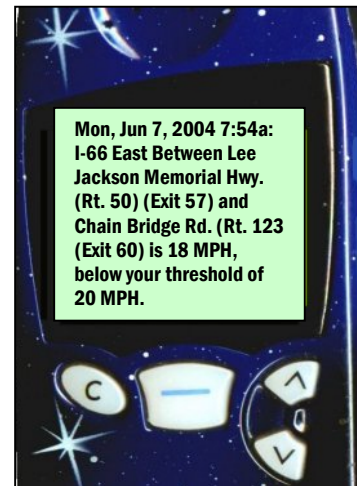 Mon, Jun 7, 2004 7:54a:
I-66 East Between Lee
Jackson Memorial Hwy.
(Rt. 50) (Exit 57) and
Chain Bridge Rd. (Rt. 123
(Exit 60) is 18 MPH,
below your threshold of
20 MPH.
C